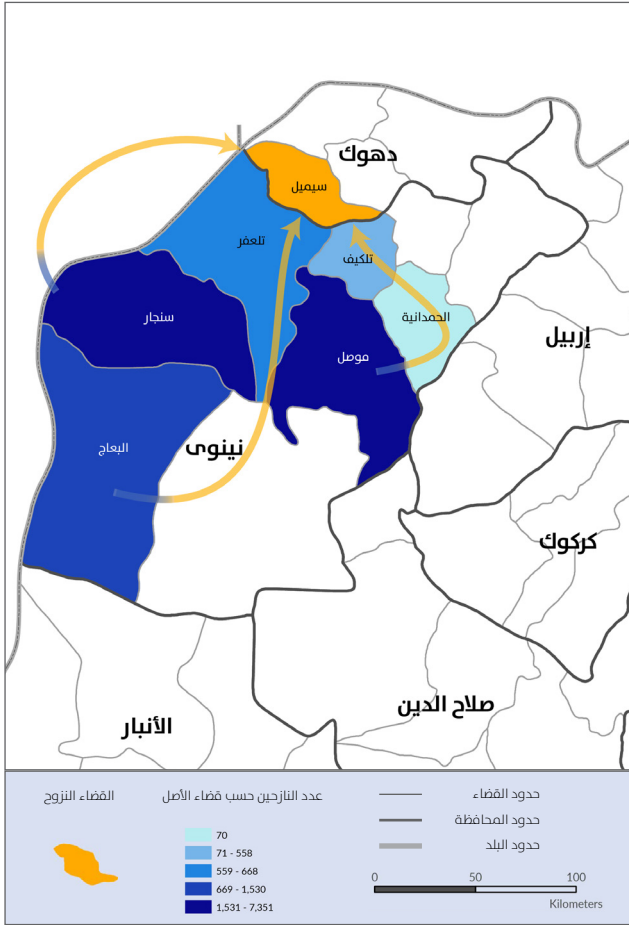 دهوك
سيميل
تلعفر
تلكيف
سنجار
الحمدانية
موصل
إربيل
البعاج
نينوى
كركوك
صلاح الدين
الأنبار
حدود القضاء
حدود المحافظة
حدود البلد
0 50 100
Kilometers
عدد النازحين حسب قضاء الأصل
70
71 - 558
559 - 668
669 - 1,530
1,531 - 7,351
القضاء النزوح